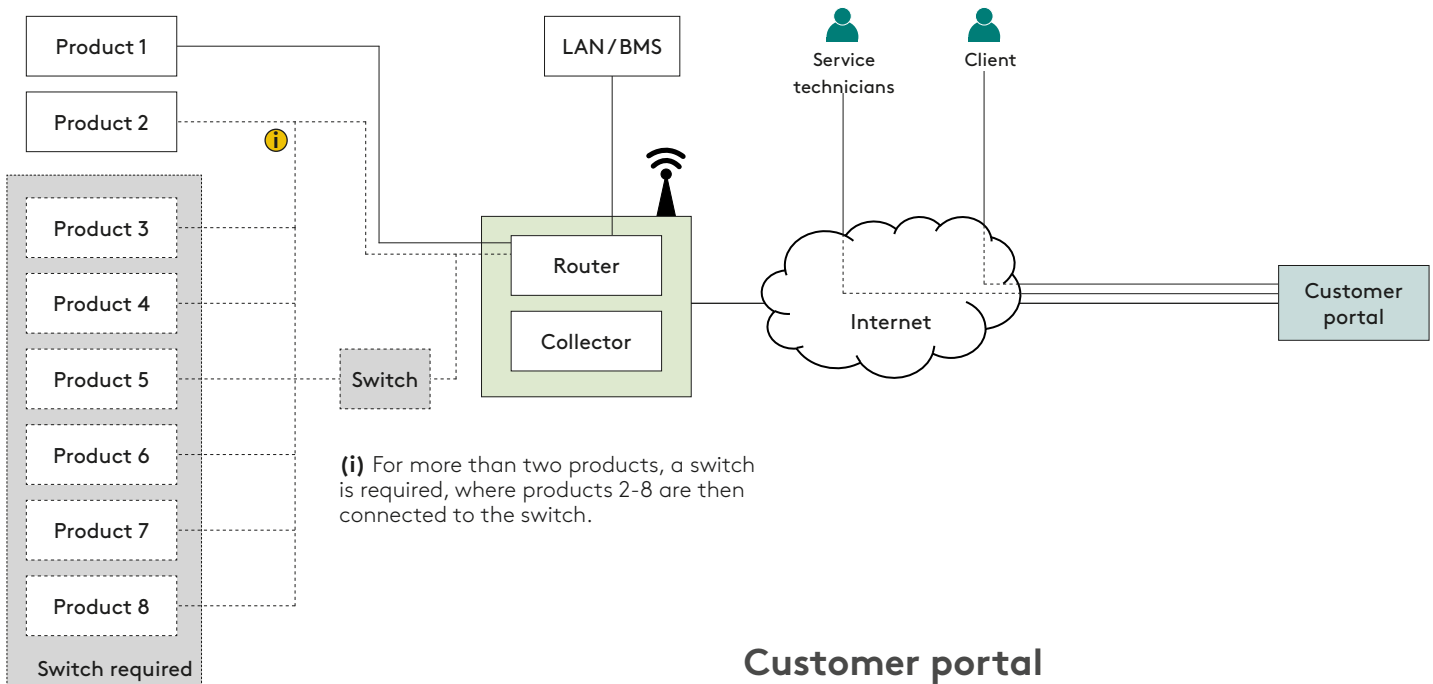 Product 1
LAN/BMS
Service
technicians
Client
Product 2
i
Product 3
Product 4
Product 5
Product 6
Product 7
Product 8
Switch required
Switch
Router
Collector
Internet
Customer
portal
(i) For more than two products, a switch
is required, where products 2-8 are then
connected to the switch.
Customer portal